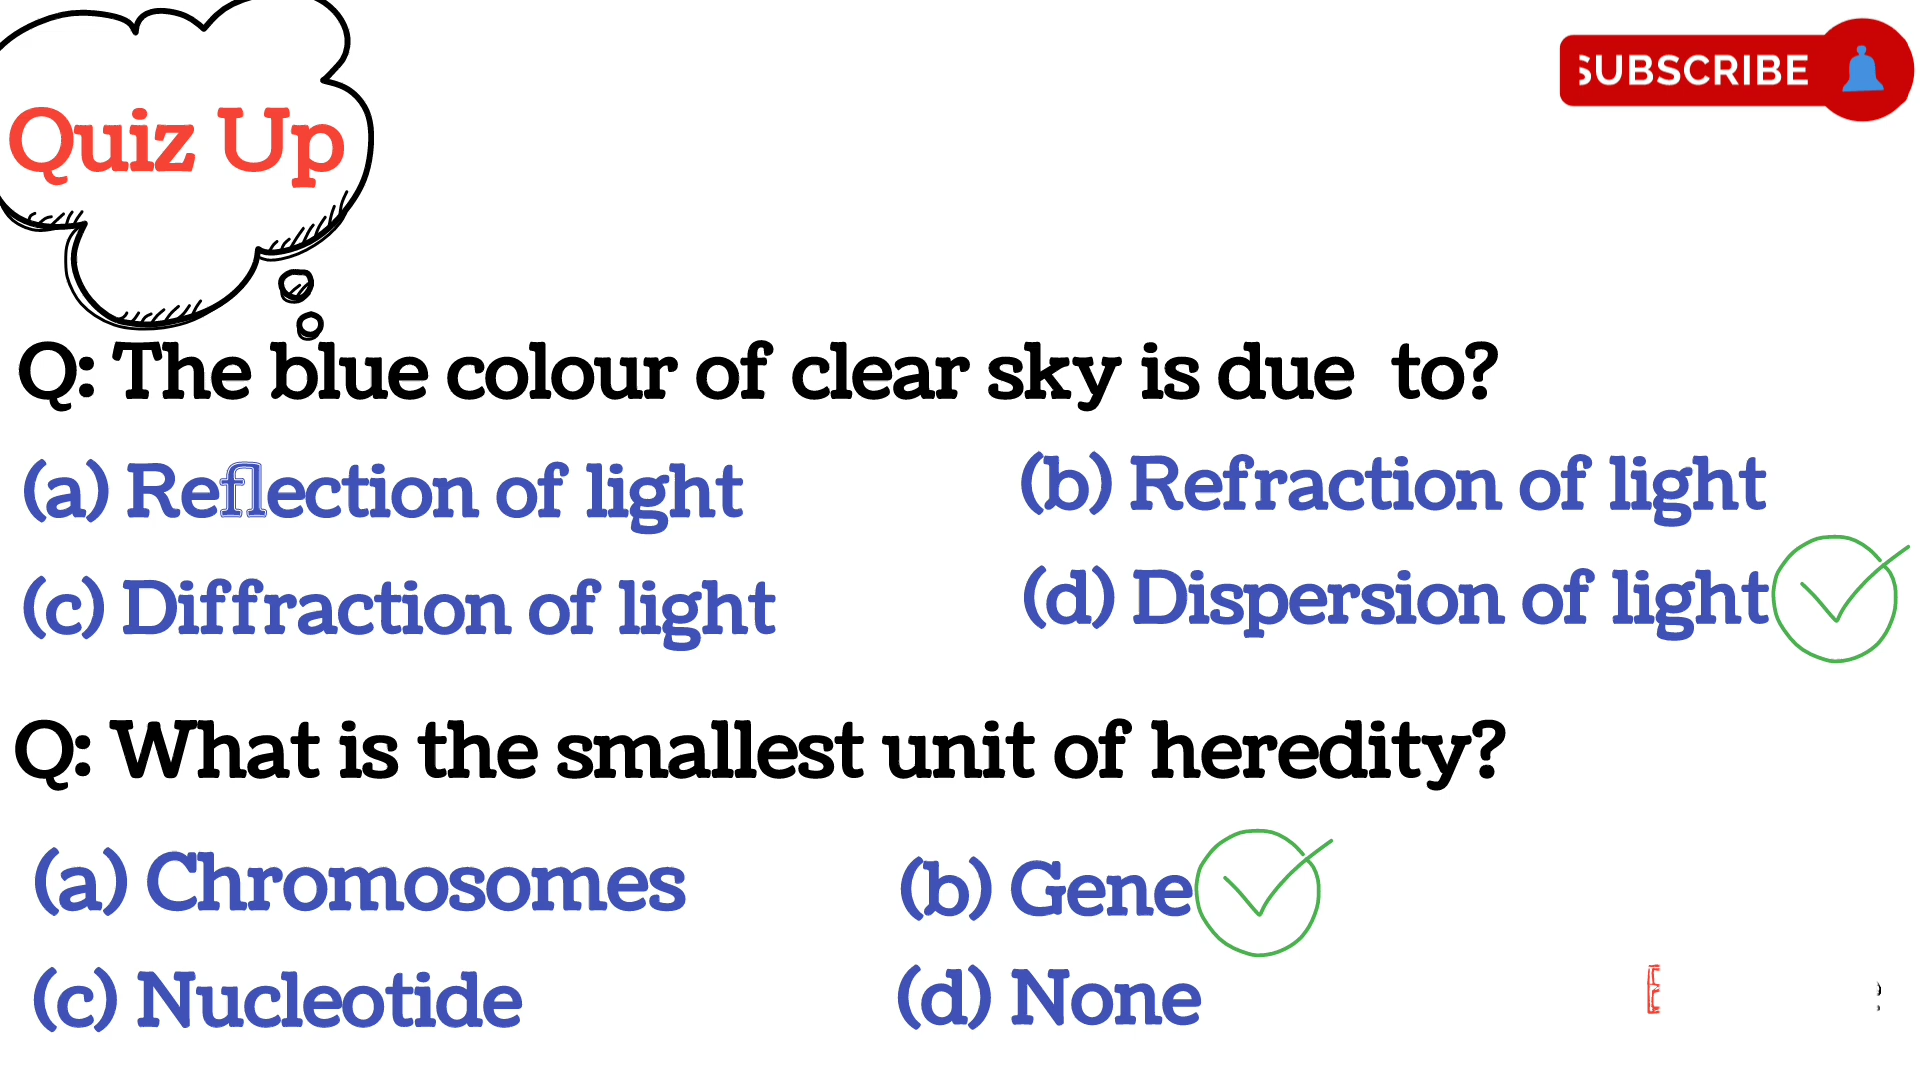 Quiz Up
SUBSCRIBE
Q: The blue colour of clear sky is due to?
(a) Reflection of light
(b) Refraction of light
(c) Diffraction of light
(d) Dispersion of light
Q: What is the smallest unit of heredity?
(a) Chromosomes
(b) Gene
(c) Nucleotide
(d) None